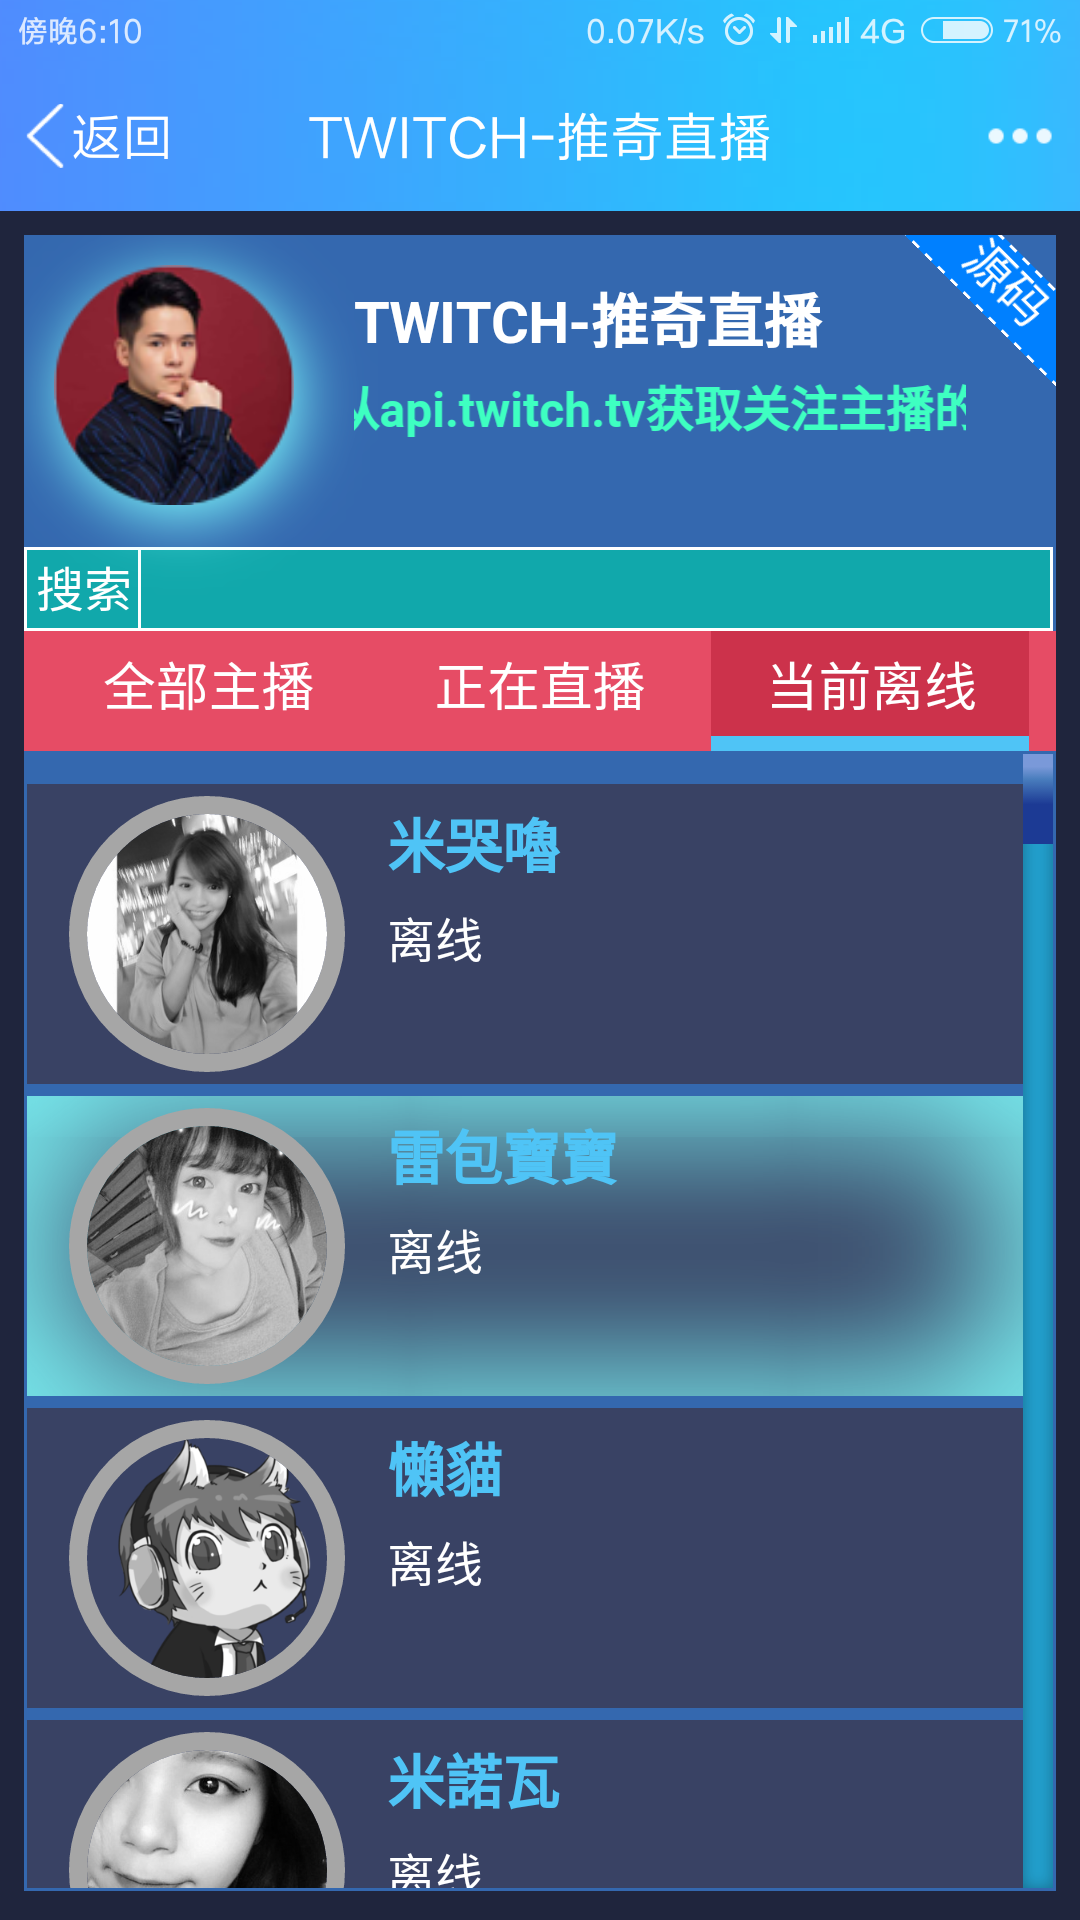 傍晚6:10 0.07K/s 4G 71%
返回 TWITCH-推奇直播
源码
TWITCH-推奇直播
从api.twitch.tv获取关注主播的
搜索
全部主播 正在直播 当前离线
米哭嚕
离线
雷包寶寶
离线
懶貓
离线
米諾瓦
离线